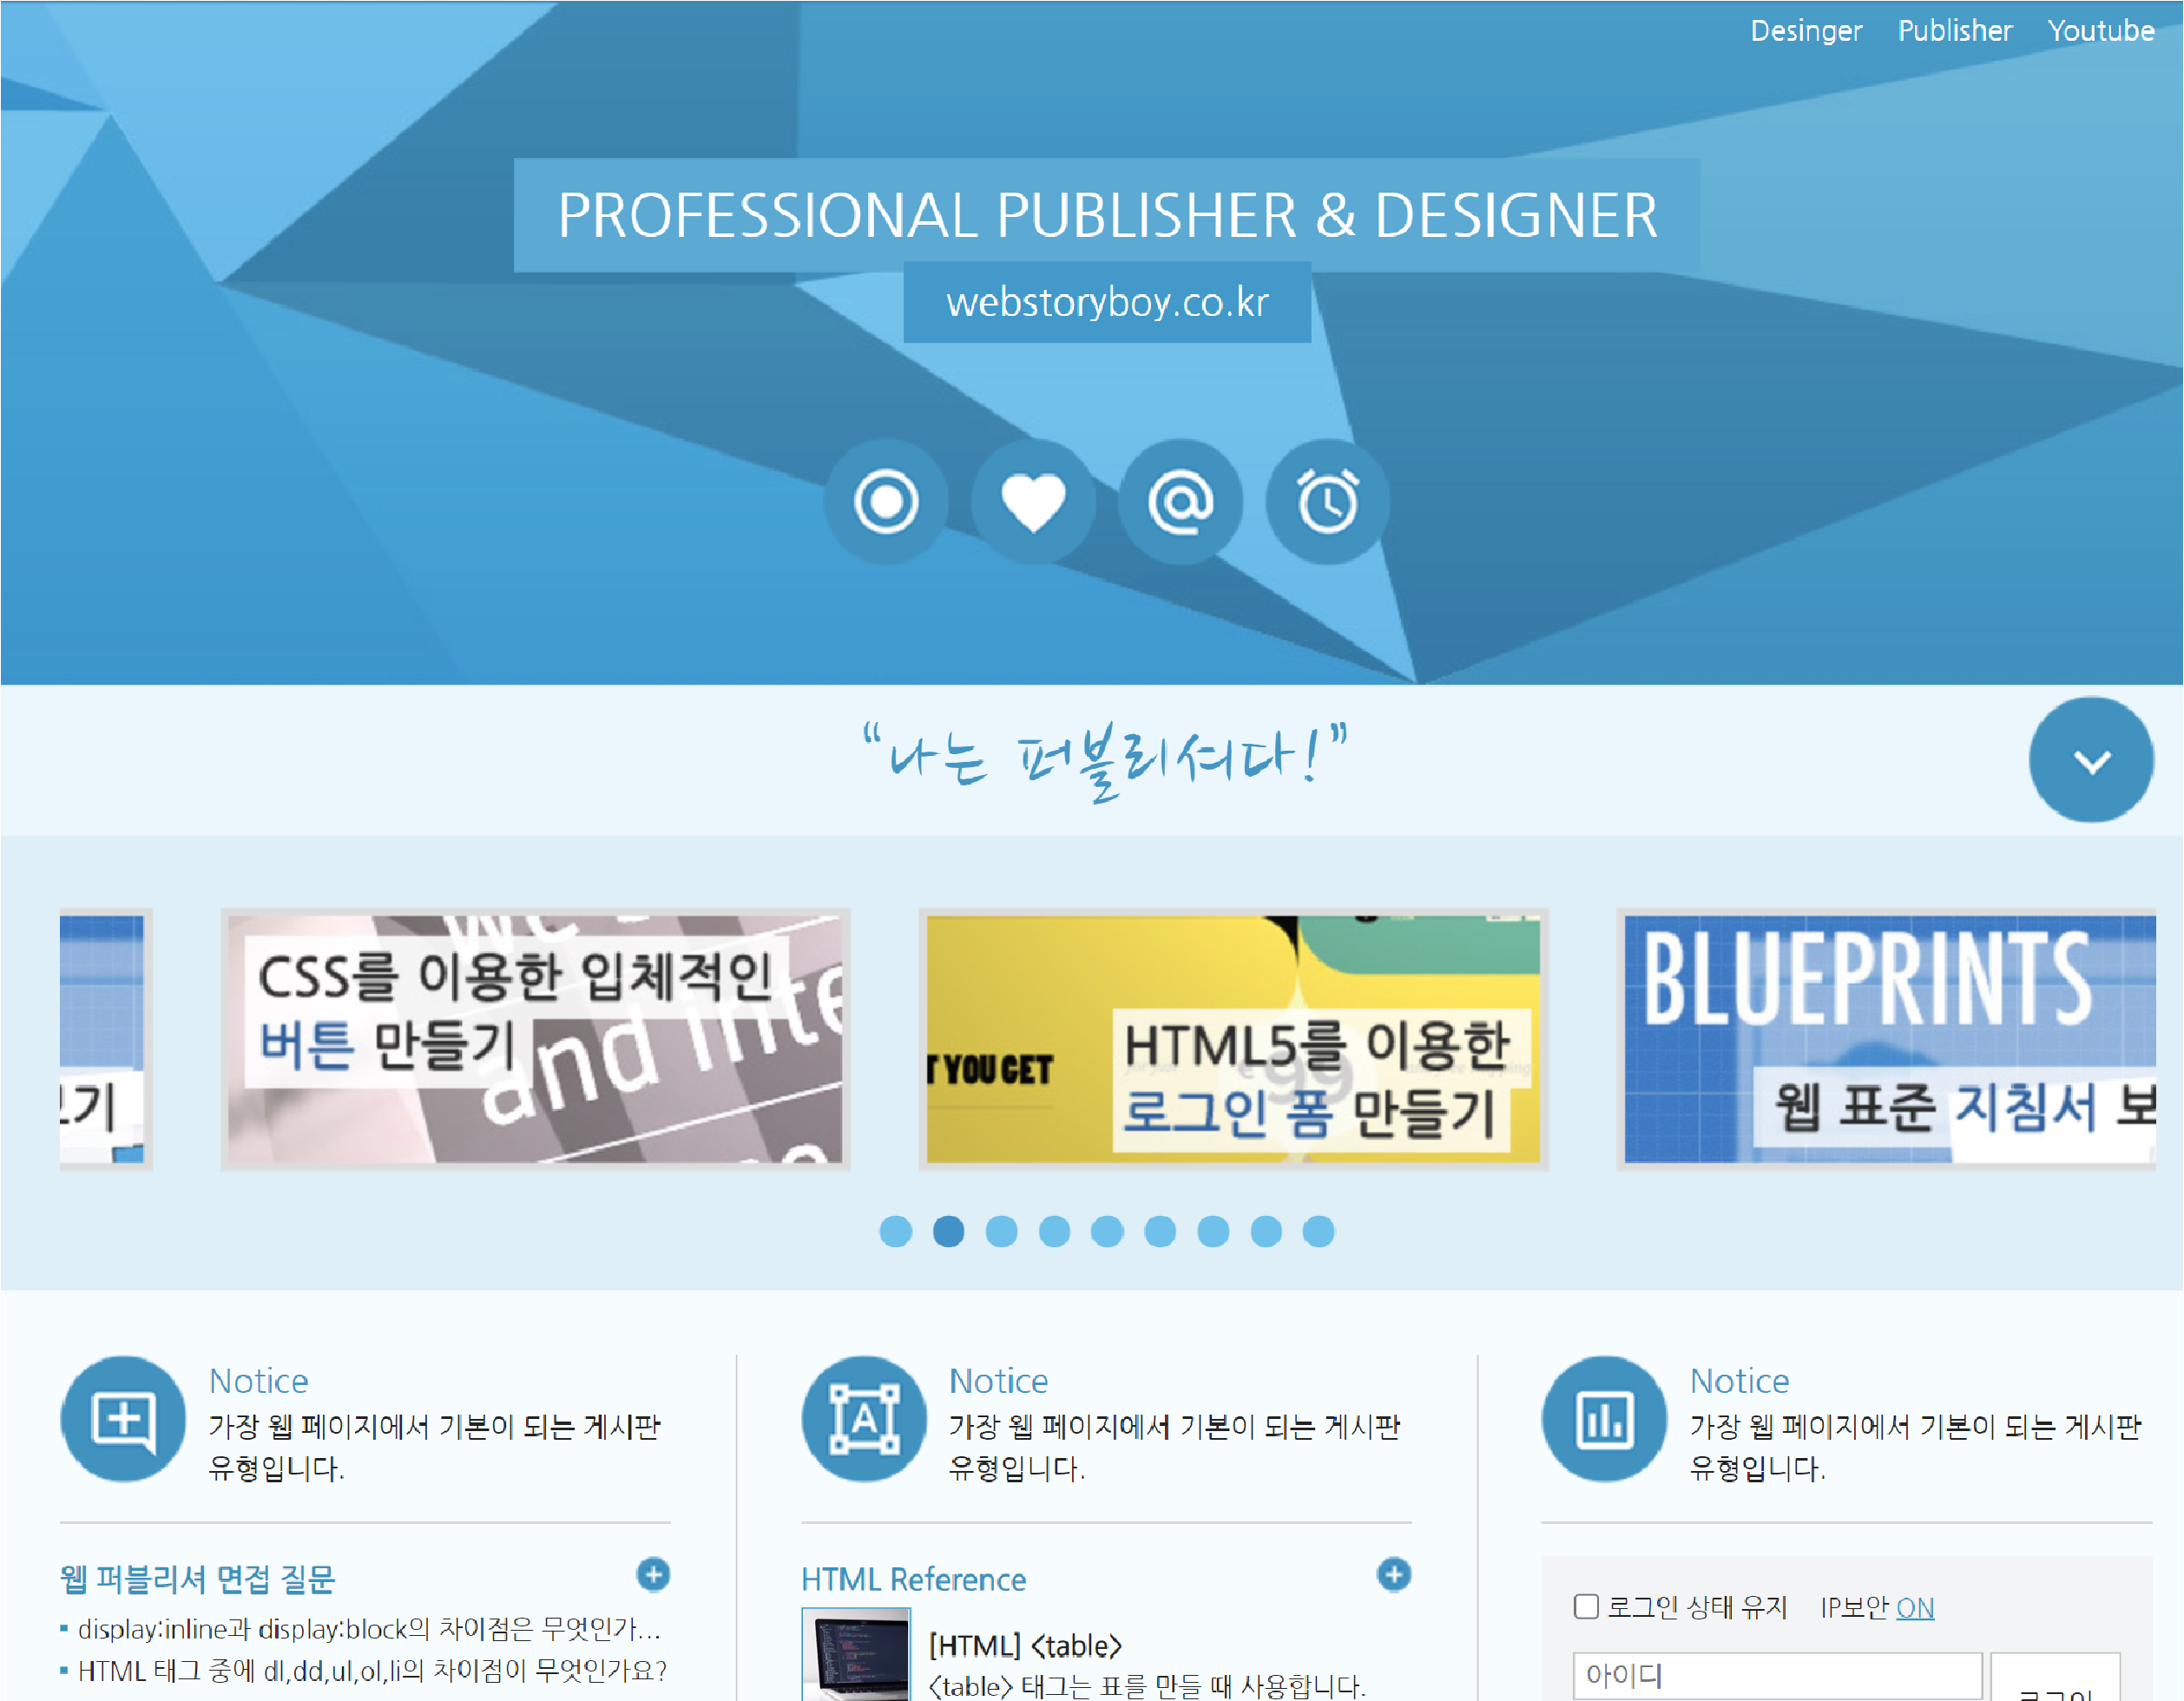 Desinger Publisher Youtube
PROFESSIONAL PUBLISHER & DESIGNER
webstoryboy.co.kr
“나는 퍼블리셔다!”
기
CSS를 이용한 입체적인
버튼 만들기
and inte
YOU GET
HTML5를 이용한
로그인 폼 만들기
BLUEPRINTS
웹 표준 지침서 보
Notice
가장 웹 페이지에서 기본이 되는 게시판
유형입니다.
웹 퍼블리셔 면접 질문
display:inline과 display:block의 차이점은 무엇인가...
HTML 태그 중에 dl,dd,ul,ol,li의 차이점이 무엇인가요?
Notice
가장 웹 페이지에서 기본이 되는 게시판
유형입니다.
HTML Reference
[HTML] <table>
<table> 태그는 표를 만들 때 사용합니다.
Notice
가장 웹 페이지에서 기본이 되는 게시판
유형입니다.
로그인 상태 유지 IP보안 ON
아이디